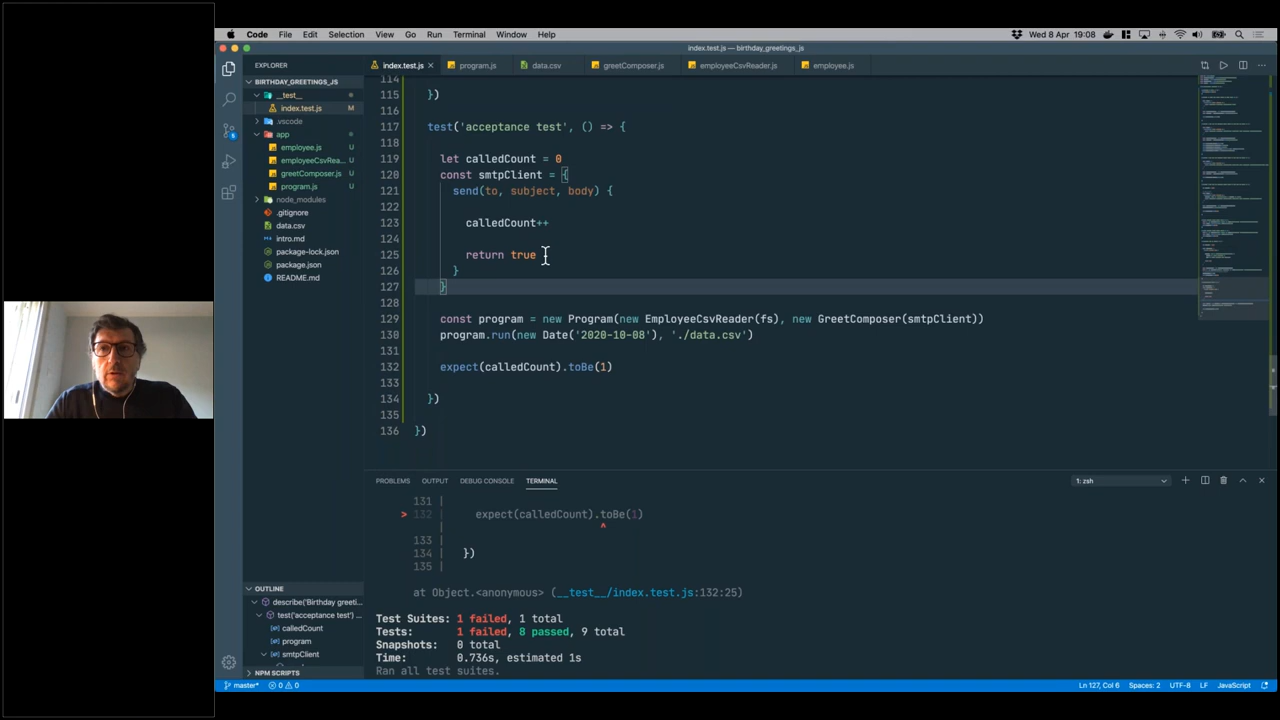 Code File Edit Selection View Go Run Terminal Window Help Wed 8 Apr 19:08
index.test.js — birthday_greetings_js
EXPLORER
index.test.js program.js data.csv greetComposer.js employeeCsvReader.js employee.js
BIRTHDAY_GREETINGS_JS
__test__
index.test.js M
.vscode
app
employee.js U
employeeCsvRea... U
greetComposer.js U
program.js U
node_modules
.gitignore
data.csv
intro.md
package-lock.json
package.json
README.md
OUTLINE
describe('Birthday greeti...
test('acceptance test') ...
calledCount
program
smtpClient
NPM SCRIPTS
114
115 })
116
117 test('acceptance test', () => {
118
119 let calledCount = 0
120 const smtpClient = {
121 send(to, subject, body) {
122
123 calledCount++
124
125 return true
126 }
127 }
128
129 const program = new Program(new EmployeeCsvReader(fs), new GreetComposer(smtpClient))
130 program.run(new Date('2020-10-08'), './data.csv')
131
132 expect(calledCount).toBe(1)
133
134 })
135
136 })
PROBLEMS OUTPUT DEBUG CONSOLE TERMINAL 1: zsh
131 |
> 132 | expect(calledCount).toBe(1)
| ^
133 |
134 | })
135 |
at Object.<anonymous> (__test__/index.test.js:132:25)
Test Suites: 1 failed, 1 total
Tests: 1 failed, 8 passed, 9 total
Snapshots: 0 total
Time: 0.736s, estimated 1s
Ran all test suites.
master* 0 0 Ln 127, Col 6 Spaces: 2 UTF-8 LF JavaScript